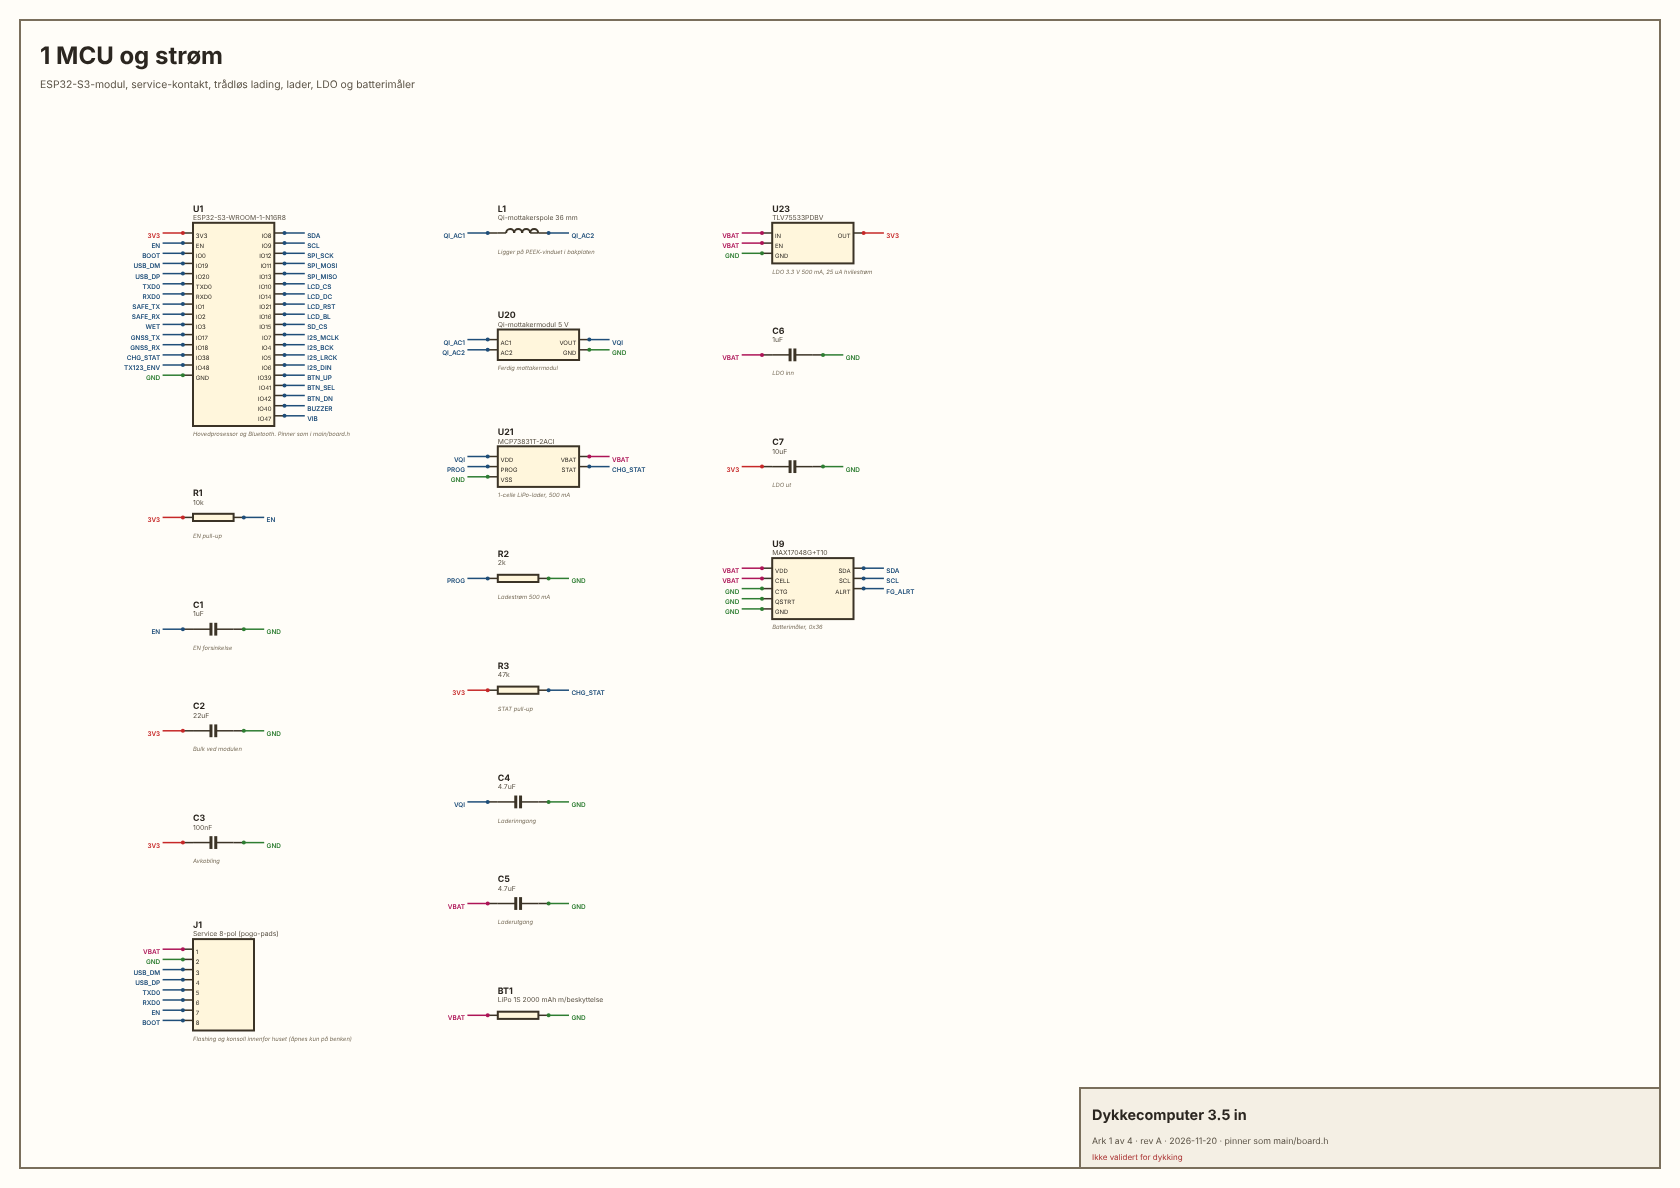 1 MCU og strøm
ESP32-S3-modul, service-kontakt, trådløs lading, lader, LDO og batterimåler
U1
ESP32-S3-WROOM-1-N16R8
3V3 3V3 IO8 SDA
EN EN IO9 SCL
BOOT IO0 IO12 SPI_SCK
USB_DM IO19 IO11 SPI_MOSI
USB_DP IO20 IO13 SPI_MISO
TXD0 TXD0 IO10 LCD_CS
RXD0 RXD0 IO14 LCD_DC
SAFE_TX IO1 IO21 LCD_RST
SAFE_RX IO2 IO16 LCD_BL
WET IO3 IO15 SD_CS
GNSS_TX IO17 IO7 I2S_MCLK
GNSS_RX IO18 IO4 I2S_BCK
CHG_STAT IO38 IO5 I2S_LRCK
TX123_ENV IO48 IO6 I2S_DIN
GND GND IO39 BTN_UP
IO41 BTN_SEL
IO42 BTN_DN
IO40 BUZZER
IO47 VIB
Hovedprosessor og Bluetooth. Pinner som i main/board.h
R1
10k
3V3 EN
EN pull-up
C1
1uF
EN GND
EN forsinkelse
C2
22uF
3V3 GND
Bulk ved modulen
C3
100nF
3V3 GND
Avkobling
J1
Service 8-pol (pogo-pads)
VBAT 1
GND 2
USB_DM 3
USB_DP 4
TXD0 5
RXD0 6
EN 7
BOOT 8
Flashing og konsoll innenfor huset (åpnes kun på benken)
L1
Qi-mottakerspole 36 mm
QI_AC1 QI_AC2
Ligger på PEEK-vinduet i bakplaten
U20
Qi-mottakermodul 5 V
QI_AC1 AC1 VOUT VQI
QI_AC2 AC2 GND GND
Ferdig mottakermodul
U21
MCP73831T-2ACI
VQI VDD VBAT VBAT
PROG PROG STAT CHG_STAT
GND VSS
1-celle LiPo-lader, 500 mA
R2
2k
PROG GND
Ladestrøm 500 mA
R3
47k
3V3 CHG_STAT
STAT pull-up
C4
4.7uF
VQI GND
Laderinngang
C5
4.7uF
VBAT GND
Laderutgang
BT1
LiPo 1S 2000 mAh m/beskyttelse
VBAT GND
U23
TLV75533PDBV
VBAT IN OUT 3V3
VBAT EN
GND GND
LDO 3.3 V 500 mA, 25 uA hvilestrøm
C6
1uF
VBAT GND
LDO inn
C7
10uF
3V3 GND
LDO ut
U9
MAX17048G+T10
VBAT VDD SDA SDA
VBAT CELL SCL SCL
GND CTG ALRT FG_ALRT
GND QSTRT
GND GND
Batterimåler, 0x36
Dykkecomputer 3.5 in
Ark 1 av 4 · rev A · 2026-11-20 · pinner som main/board.h
Ikke validert for dykking